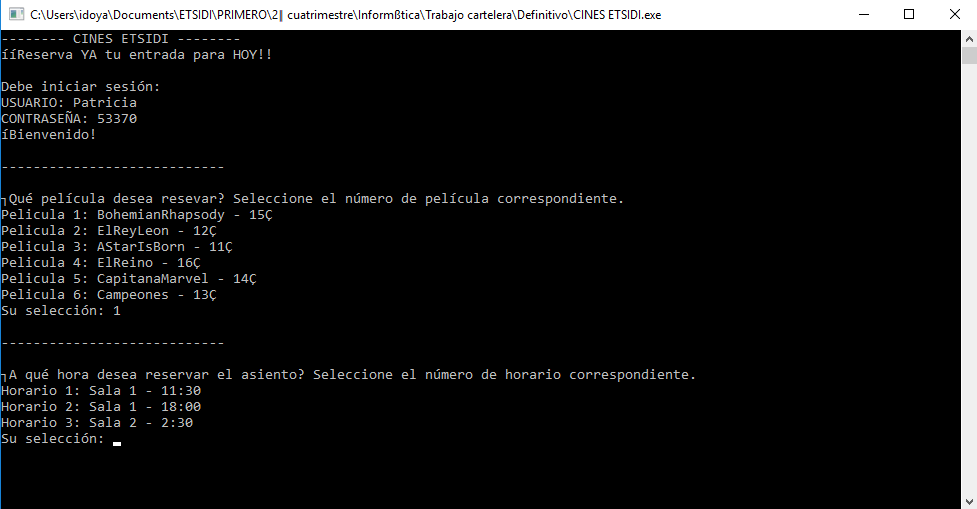 C:\Users\idoya\Documents\ETSIDI\PRIMERO\2‖ cuatrimestre\Informßtica\Trabajo cartelera\Definitivo\CINES ETSIDI.exe
-------- CINES ETSIDI --------
ííReserva YA tu entrada para HOY!!
Debe iniciar sesión:
USUARIO: Patricia
CONTRASEÑA: 53370
íBienvenido!
----------------------------
┐Qué película desea resevar? Seleccione el número de película correspondiente.
Pelicula 1: BohemianRhapsody - 15Ç
Pelicula 2: ElReyLeon - 12Ç
Pelicula 3: AStarIsBorn - 11Ç
Pelicula 4: ElReino - 16Ç
Pelicula 5: CapitanaMarvel - 14Ç
Pelicula 6: Campeones - 13Ç
Su selección: 1
----------------------------
┐A qué hora desea reservar el asiento? Seleccione el número de horario correspondiente.
Horario 1: Sala 1 - 11:30
Horario 2: Sala 1 - 18:00
Horario 3: Sala 2 - 2:30
Su selección: